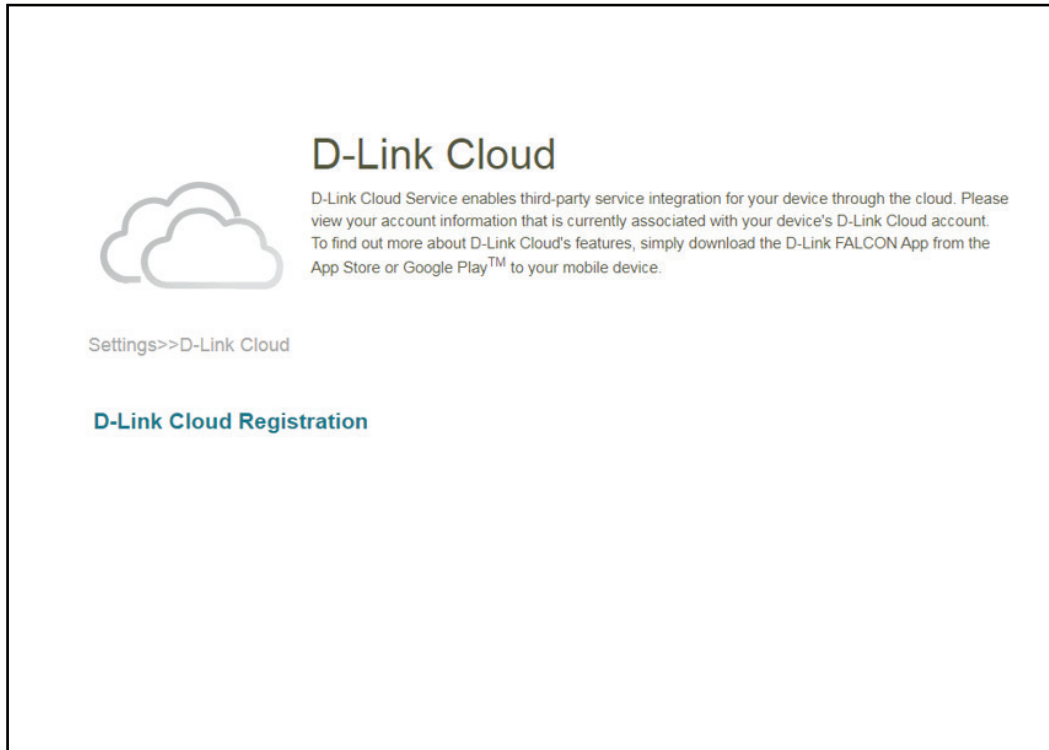 D-Link Cloud
D-Link Cloud Service enables third-party service integration for your device through the cloud. Please
view your account information that is currently associated with your device's D-Link Cloud account.
To find out more about D-Link Cloud's features, simply download the D-Link FALCON App from the
App Store or Google Play™ to your mobile device.
Settings>>D-Link Cloud
D-Link Cloud Registration